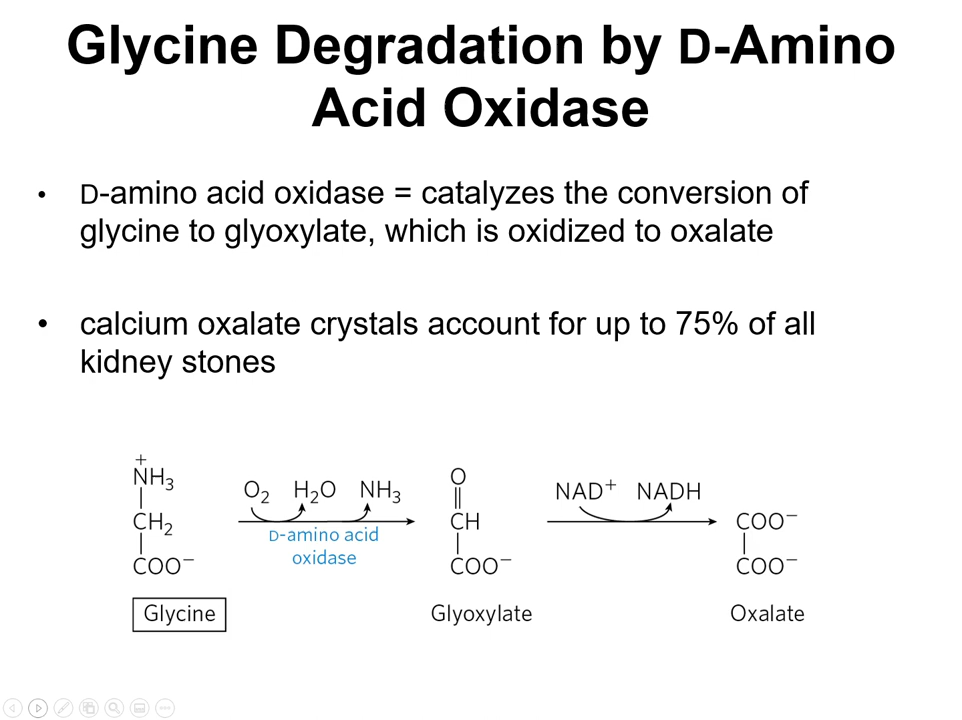 Glycine Degradation by D-Amino
Acid Oxidase
• D-amino acid oxidase = catalyzes the conversion of
glycine to glyoxylate, which is oxidized to oxalate
• calcium oxalate crystals account for up to 75% of all
kidney stones
+
NH3
CH2
COO−
Glycine
O2 H2O NH3
D-amino acid
oxidase
O
CH
COO−
Glyoxylate
NAD+ NADH
COO−
COO−
Oxalate